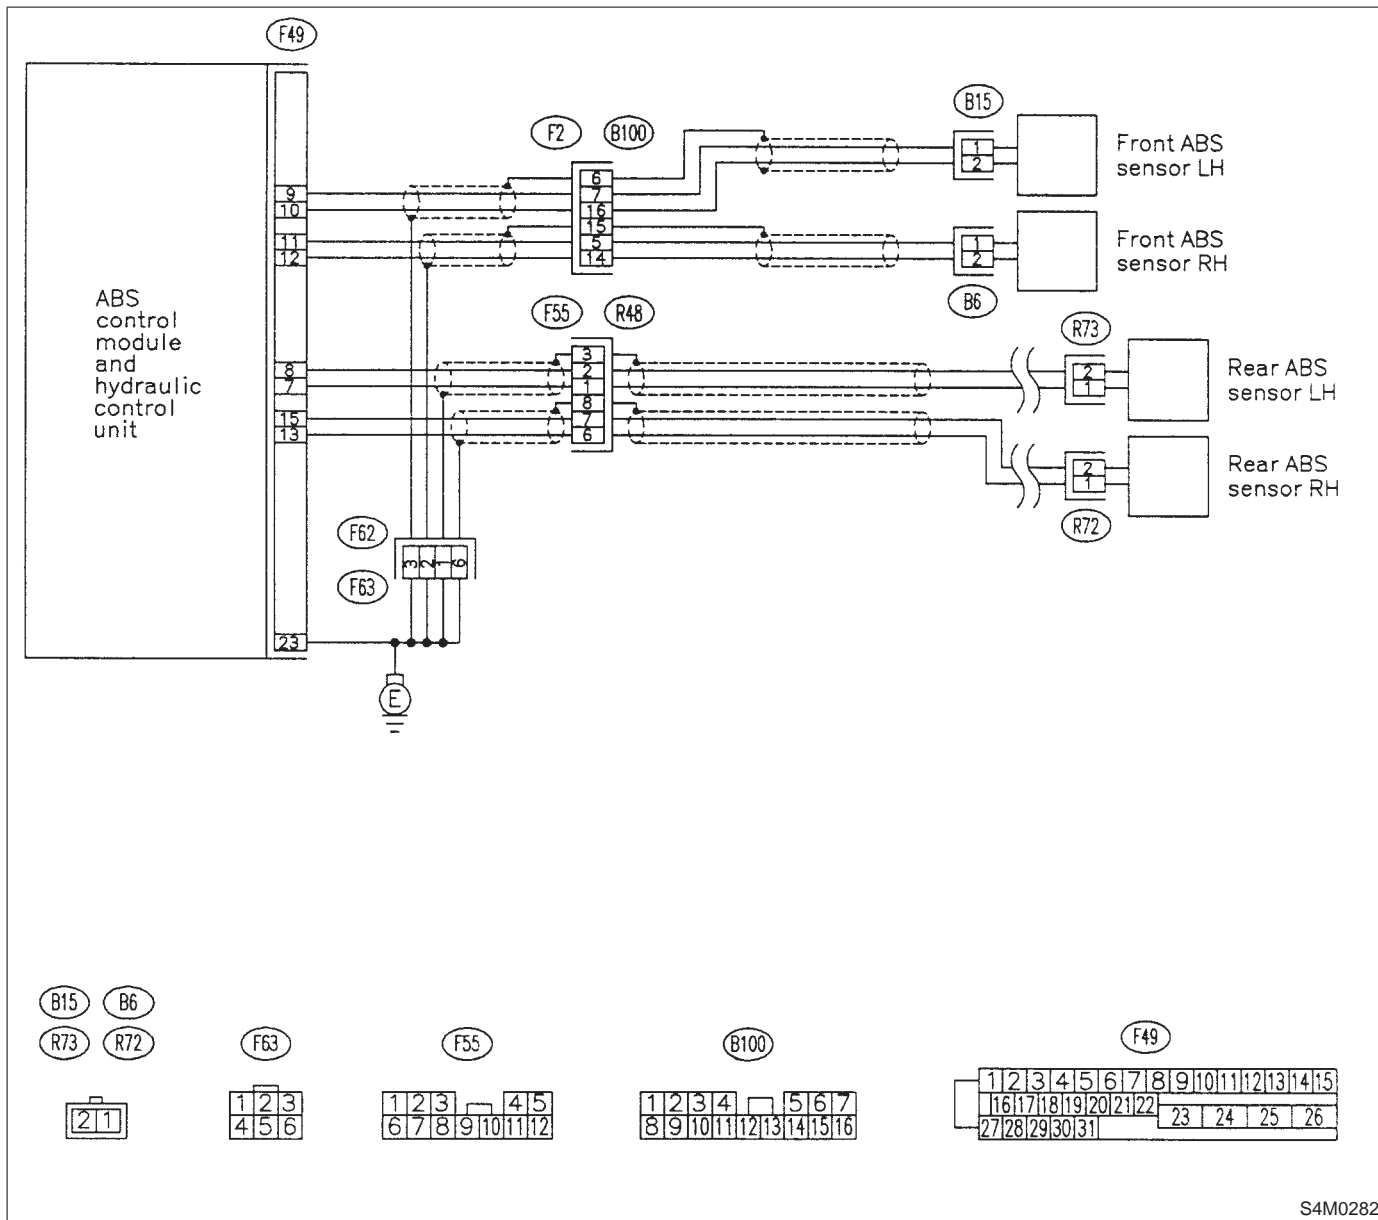 F49
F2 B100 B15
Front ABS
sensor LH
Front ABS
sensor RH
9
10
11
12
6
7
16
15
5
14
1
2
1
2
B6
ABS
control
module
and
hydraulic
control
unit
F55 R48 R73
8
7
15
13
3
2
1
8
7
6
2
1
2
1
Rear ABS
sensor LH
Rear ABS
sensor RH
R72
F62
3 2 1 6
F63
23
E
B15 B6
R73 R72
2 1
F63
1 2 3
4 5 6
F55
1 2 3 4 5
6 7 8 9 10 11 12
B100
1 2 3 4 5 6 7
8 9 10 11 12 13 14 15 16
F49
1 2 3 4 5 6 7 8 9 10 11 12 13 14 15
16 17 18 19 20 21 22
23 24 25 26
27 28 29 30 31
S4M0282